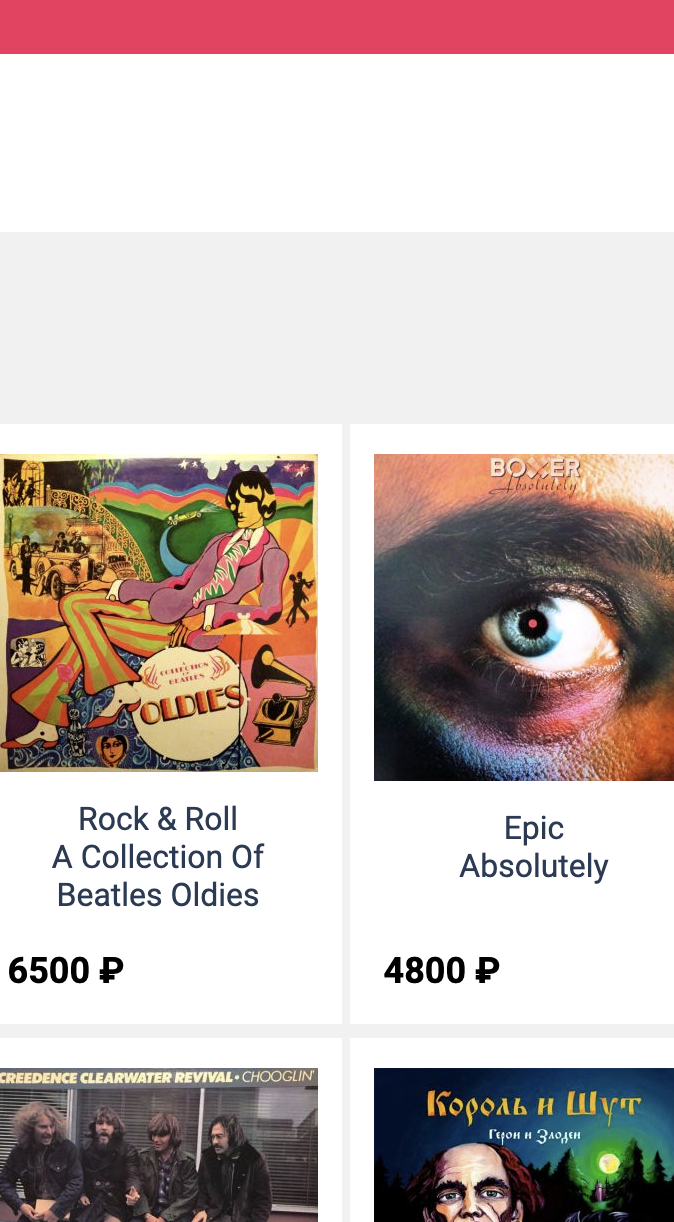 A
COLLECTION
OF
BEATLES
OLDIES
BOXER
Absolutely
Rock & Roll
A Collection Of
Beatles Oldies
6500 ₽
Epic
Absolutely
4800 ₽
CREEDENCE CLEARWATER REVIVAL • CHOOGLIN'
Король и Шут
Герои и Злодеи